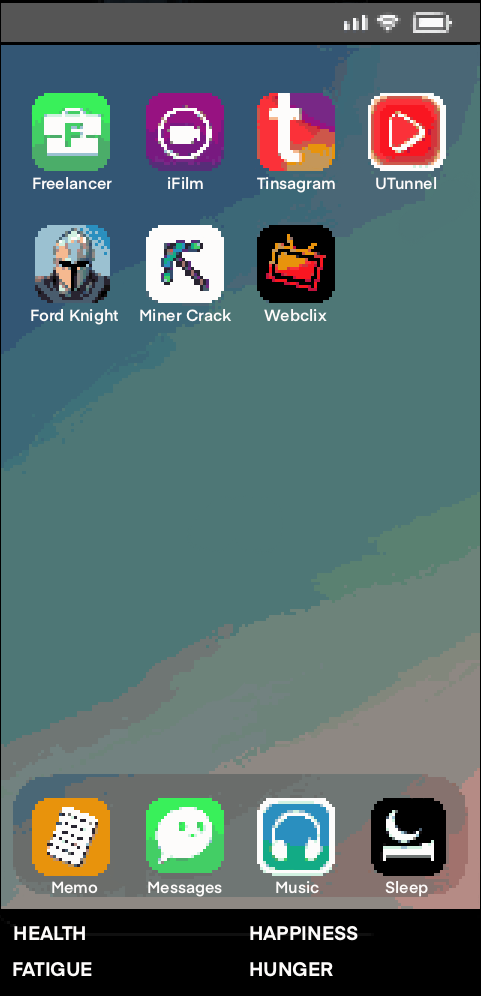 Freelancer iFilm Tinsagram UTunnel
Ford Knight Miner Crack Webclix
Memo Messages Music Sleep
HEALTH HAPPINESS
FATIGUE HUNGER